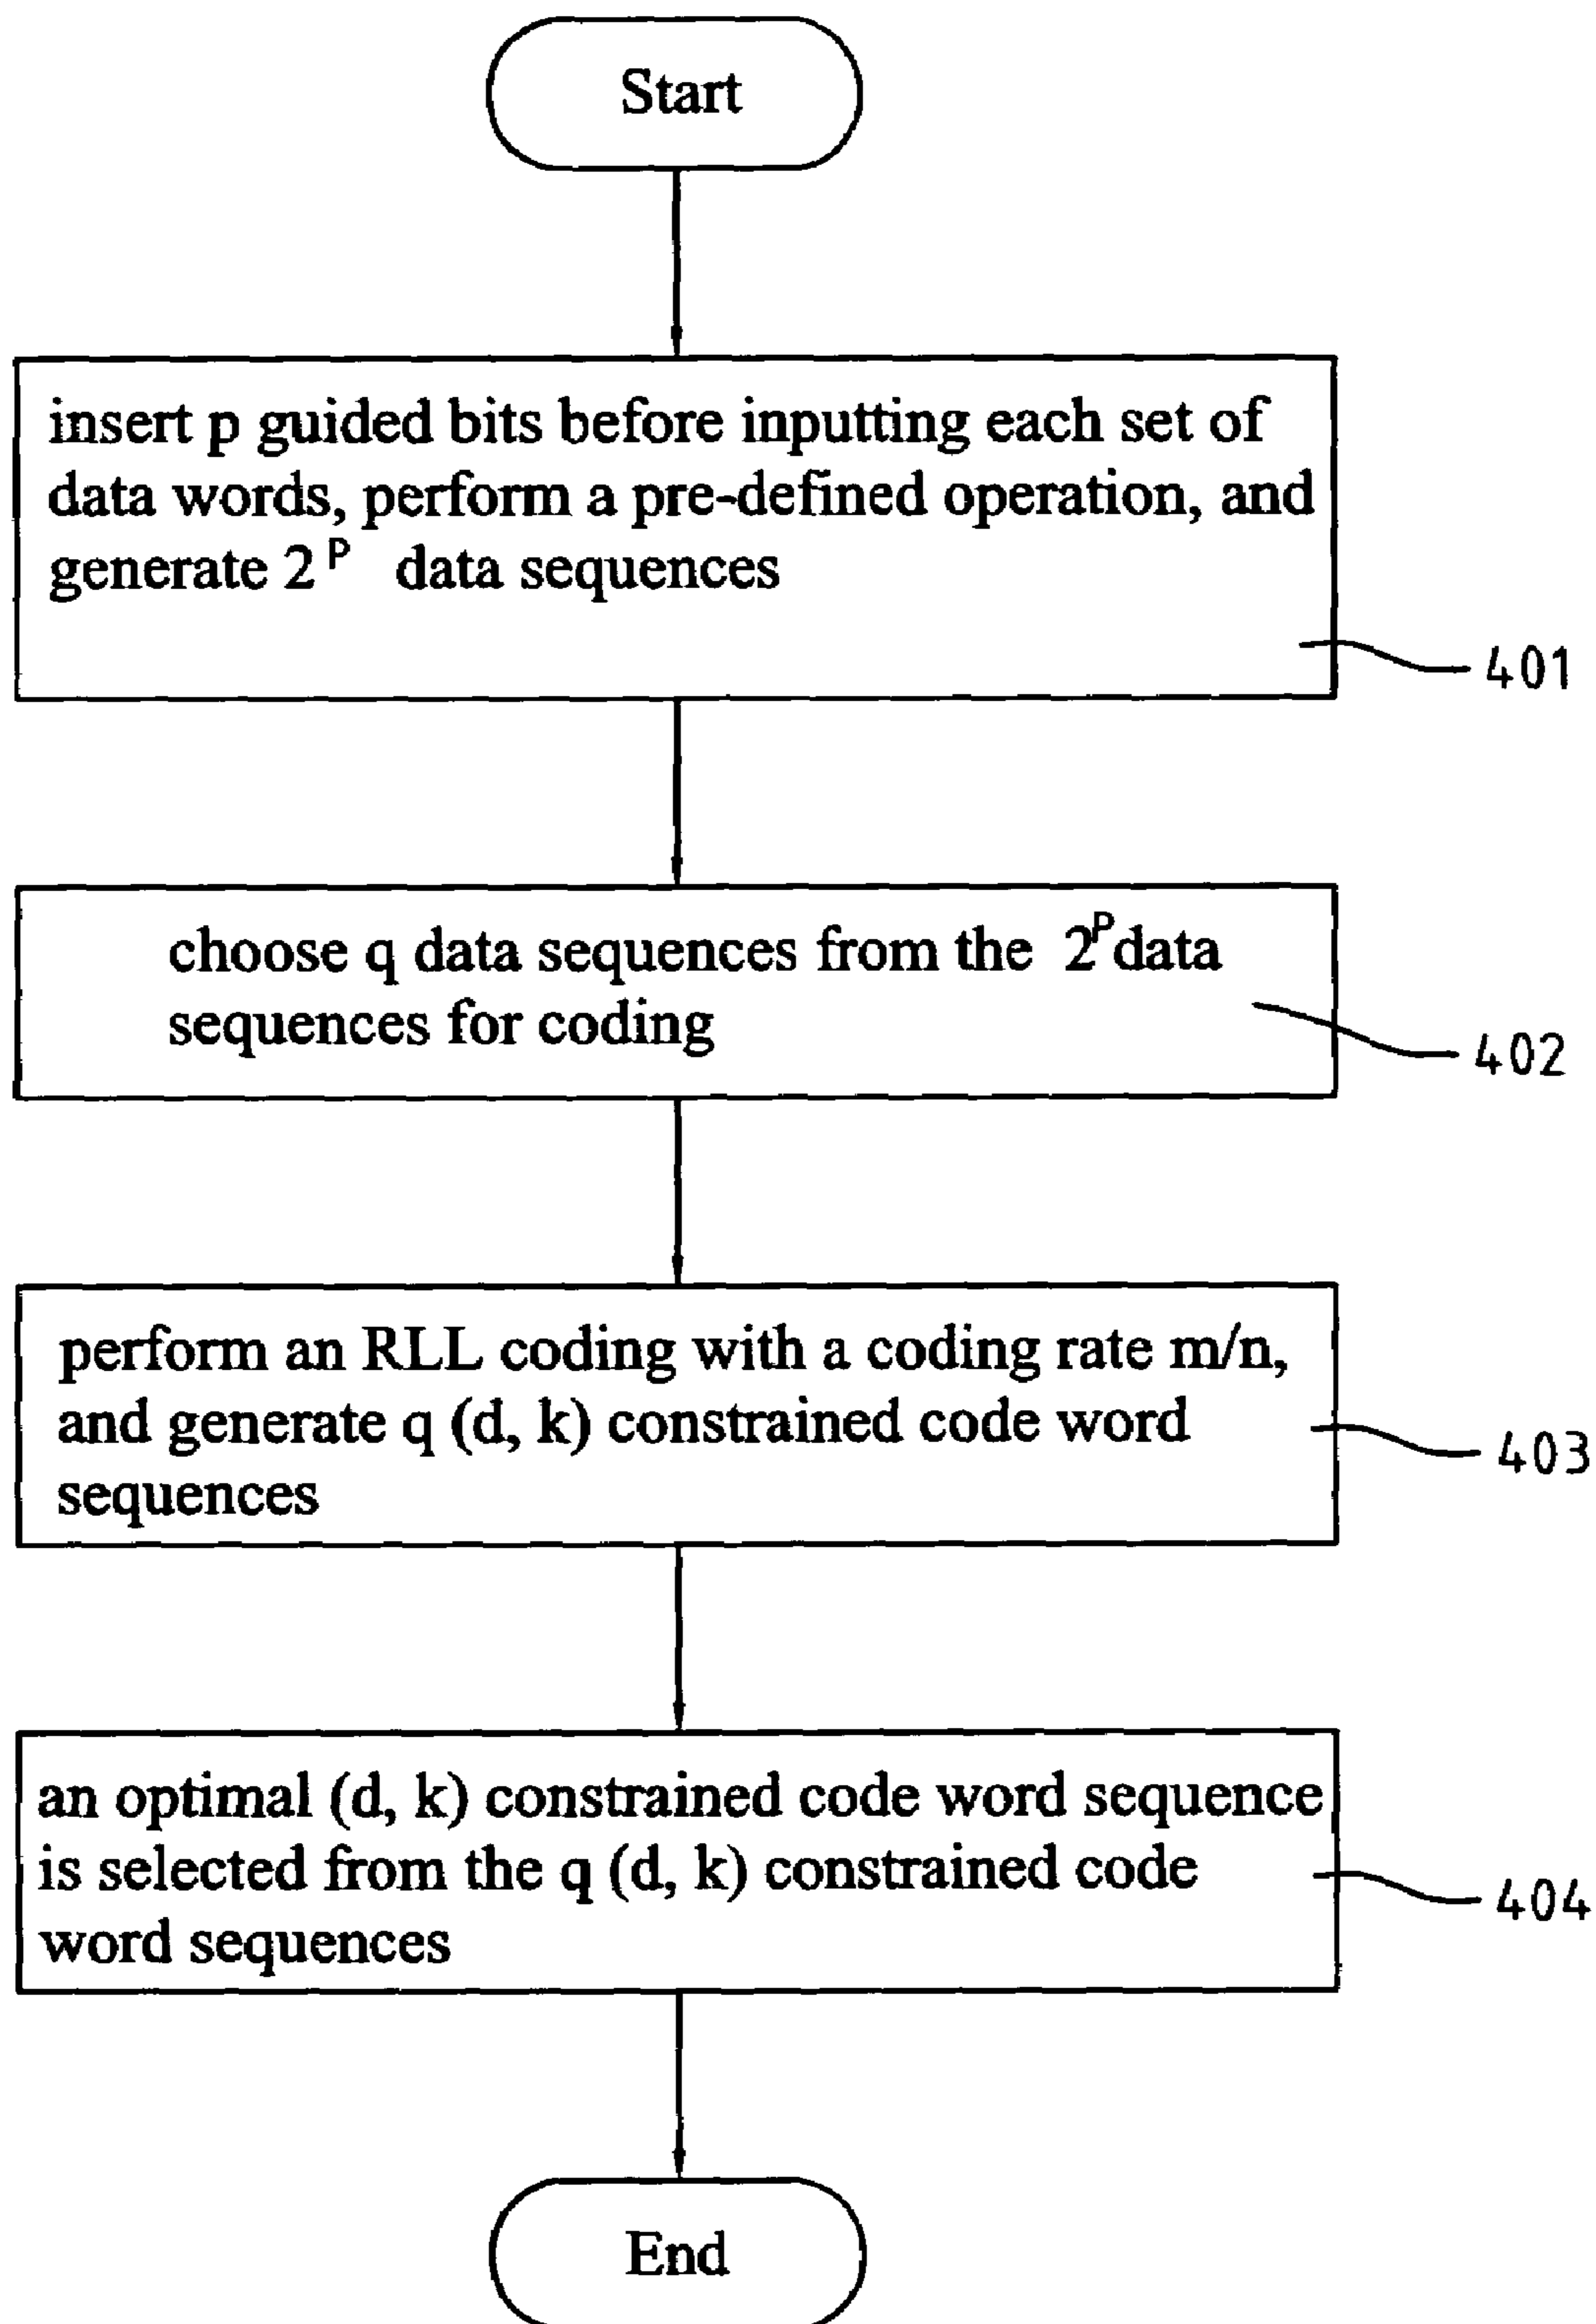 Start
insert p guided bits before inputting each set of
data words, perform a pre-defined operation, and
generate 2^P data sequences
401
choose q data sequences from the 2^P data
sequences for coding
402
perform an RLL coding with a coding rate m/n,
and generate q (d, k) constrained code word
sequences
403
an optimal (d, k) constrained code word sequence
is selected from the q (d, k) constrained code
word sequences
404
End